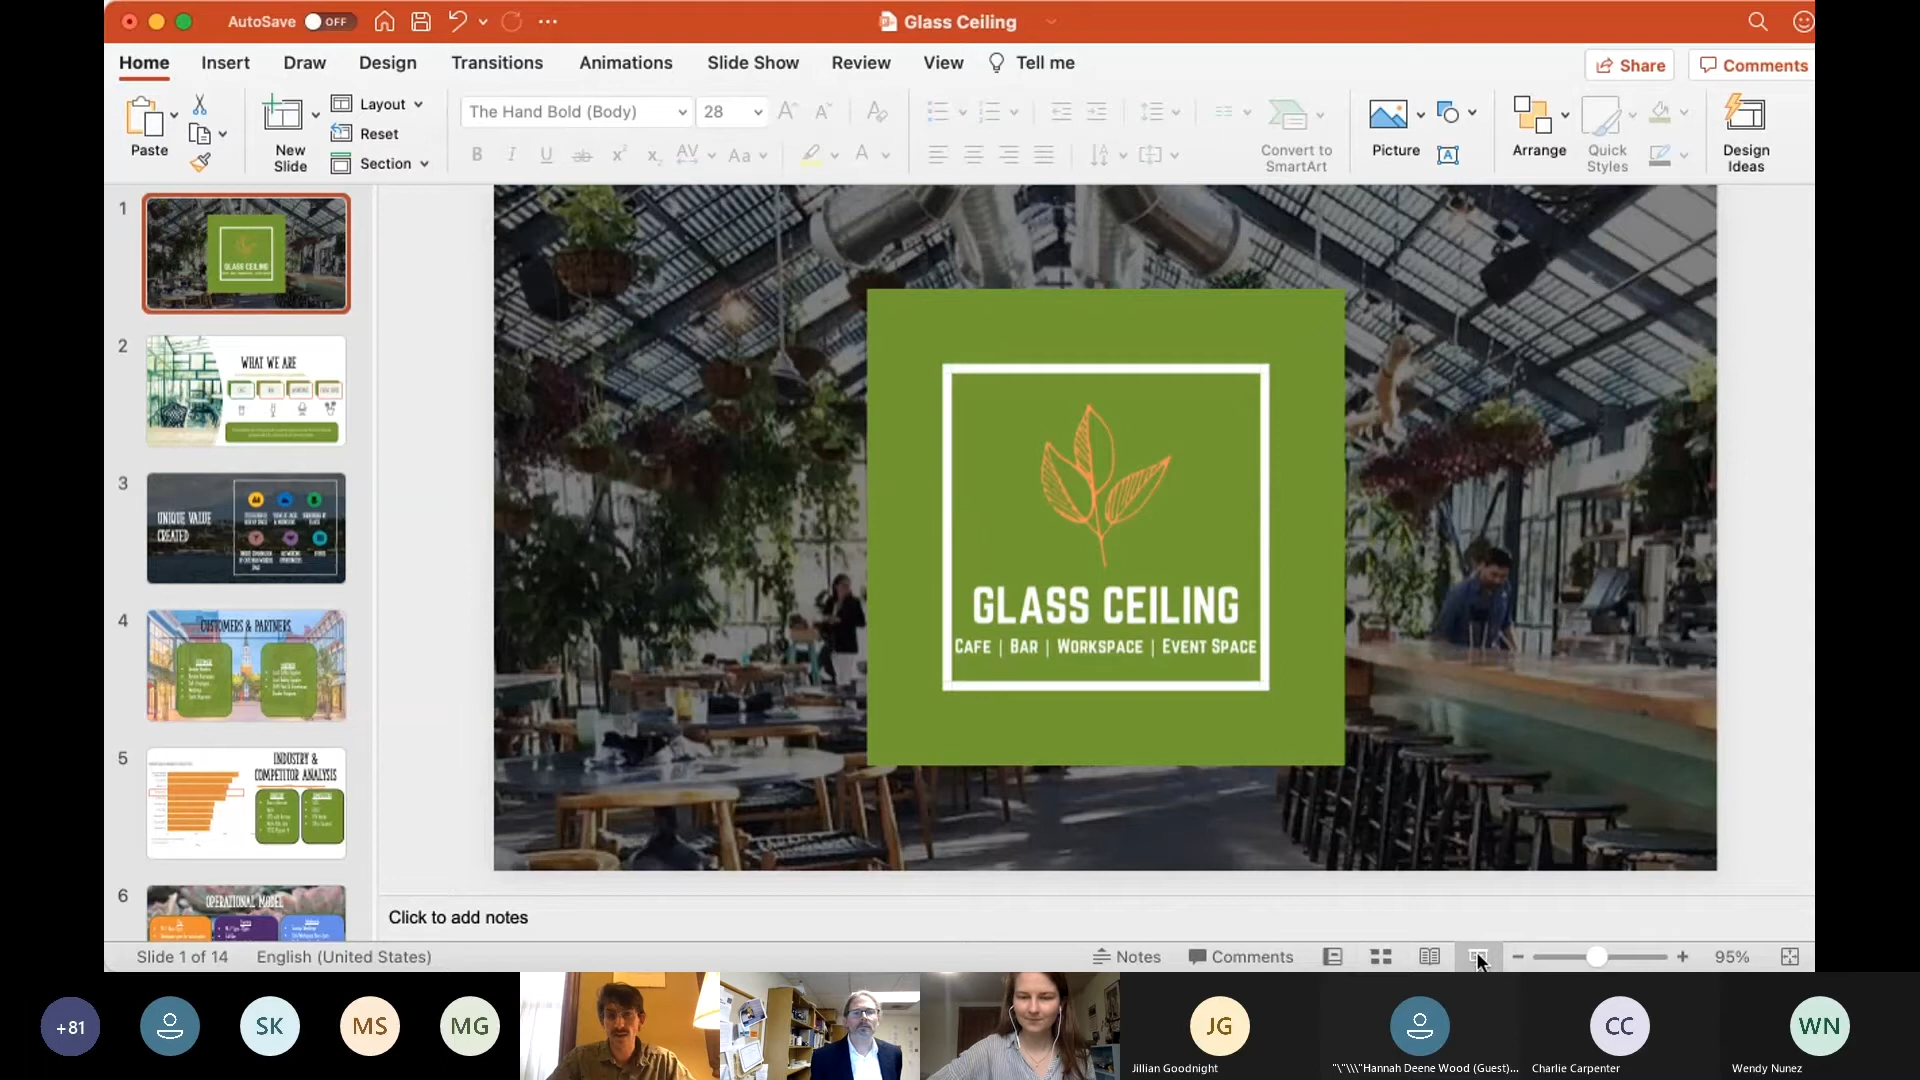 AutoSave OFF
Glass Ceiling
Home Insert Draw Design Transitions Animations Slide Show Review View Tell me
Share Comments
Paste
New Slide
Layout
Reset
Section
The Hand Bold (Body) 28
Convert to SmartArt
Picture
Arrange
Quick Styles
Design Ideas
1
2
WHAT WE ARE
3
UNIQUE VALUE
CREATED
4
CUSTOMERS & PARTNERS
5
INDUSTRY &
COMPETITOR ANALYSIS
6
OPERATIONAL MODEL
GLASS CEILING
CAFE | BAR | WORKSPACE | EVENT SPACE
Click to add notes
Slide 1 of 14 English (United States)
Notes Comments 95%
+81 SK MS MG JG CC WN
Jillian Goodnight "\"\\\"Hannah Deene Wood (Guest)... Charlie Carpenter Wendy Nunez